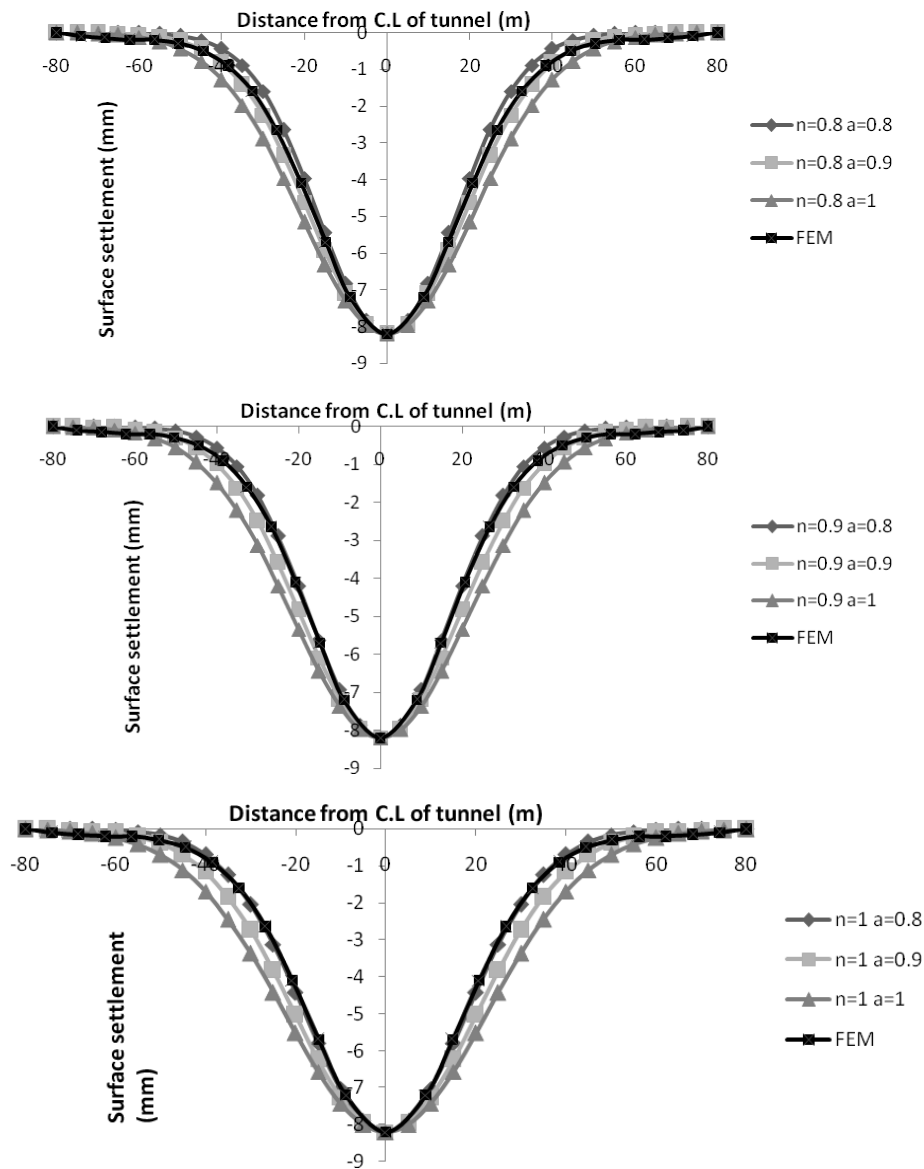 Distance from C.L of tunnel (m)
0
-80 -60 -40 -20 0 20 40 60 80
-1
-2
-3
-4
-5
-6
-7
-8
-9
Surface settlement (mm)
n=0.8 a=0.8
n=0.8 a=0.9
n=0.8 a=1
FEM
Distance from C.L of tunnel (m)
0
-80 -60 -40 -20 0 20 40 60 80
-1
-2
-3
-4
-5
-6
-7
-8
-9
Surface settlement (mm)
n=0.9 a=0.8
n=0.9 a=0.9
n=0.9 a=1
FEM
Distance from C.L of tunnel (m)
0
-80 -60 -40 -20 0 20 40 60 80
-1
-2
-3
-4
-5
-6
-7
-8
-9
Surface settlement
(mm)
n=1 a=0.8
n=1 a=0.9
n=1 a=1
FEM